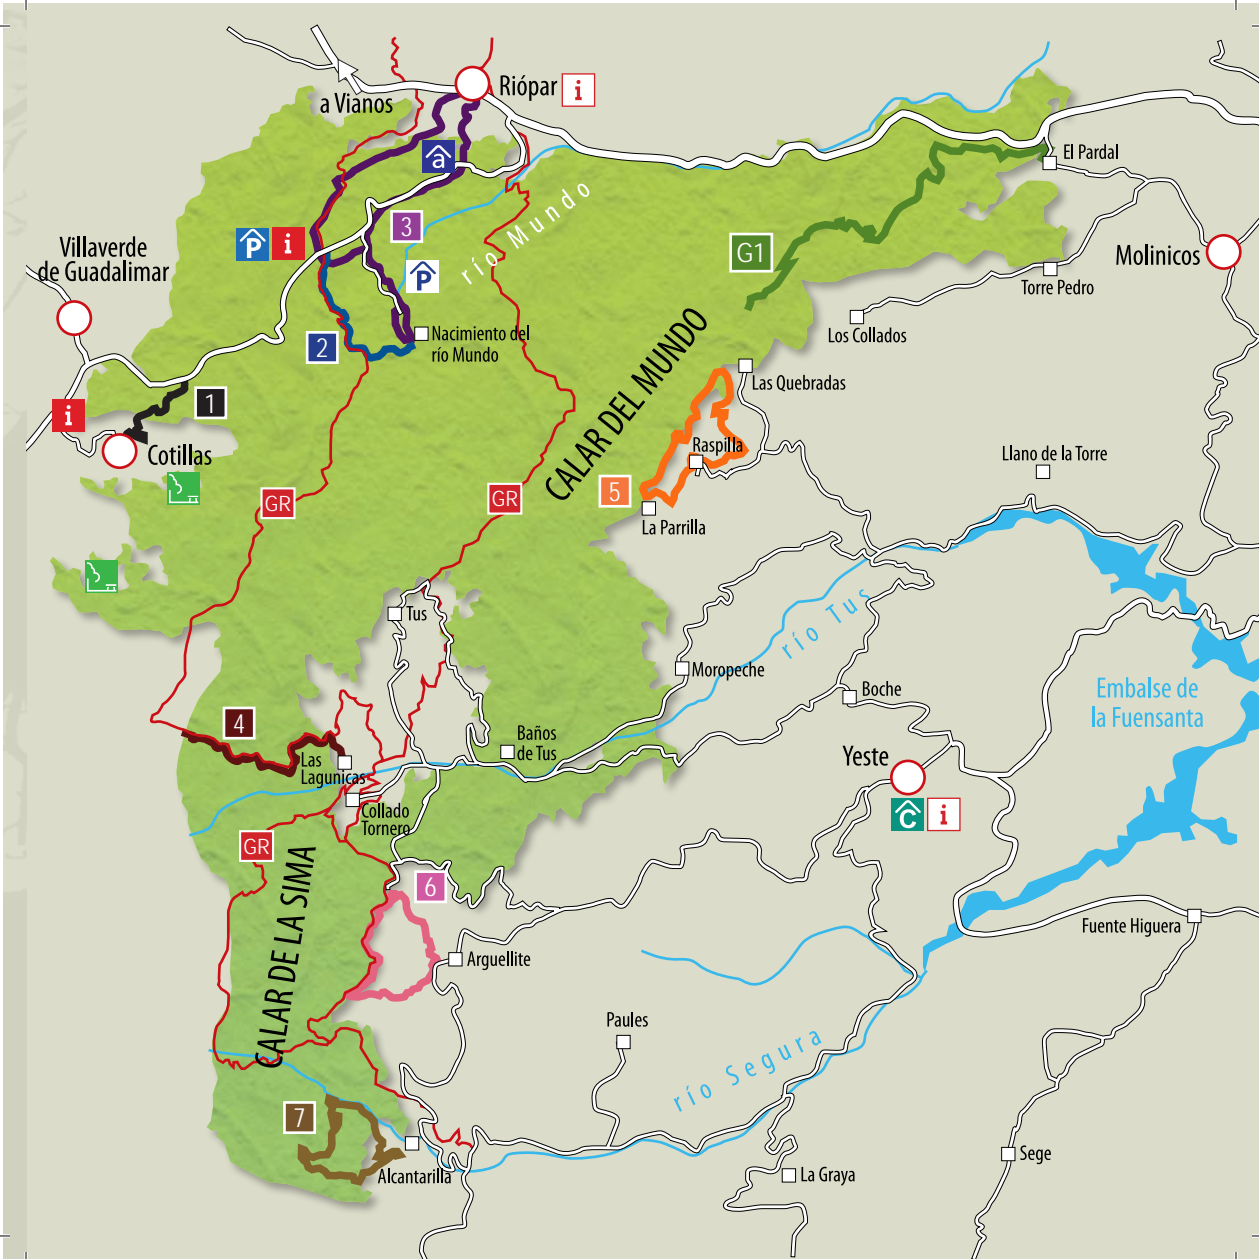 a Vianos
Riópar
i
a
El Pardal
río Mundo
3
P
i
G1
Villaverde
de Guadalimar
Molinicos
P
Torre Pedro
Los Collados
Nacimiento del
río Mundo
2
CALAR DEL MUNDO
Las Quebradas
1
i
Cotillas
Raspilla
Llano de la Torre
GR
GR
5
La Parrilla
Tus
río Tus
Moropeche
Boche
Embalse de
la Fuensanta
4
Baños
de Tus
Las
Lagunicas
Yeste
Collado
Tornero
C
i
GR
CALAR DE LA SIMA
6
Fuente Higuera
Arguellite
Paules
río Segura
7
Alcantarilla
La Graya
Sege